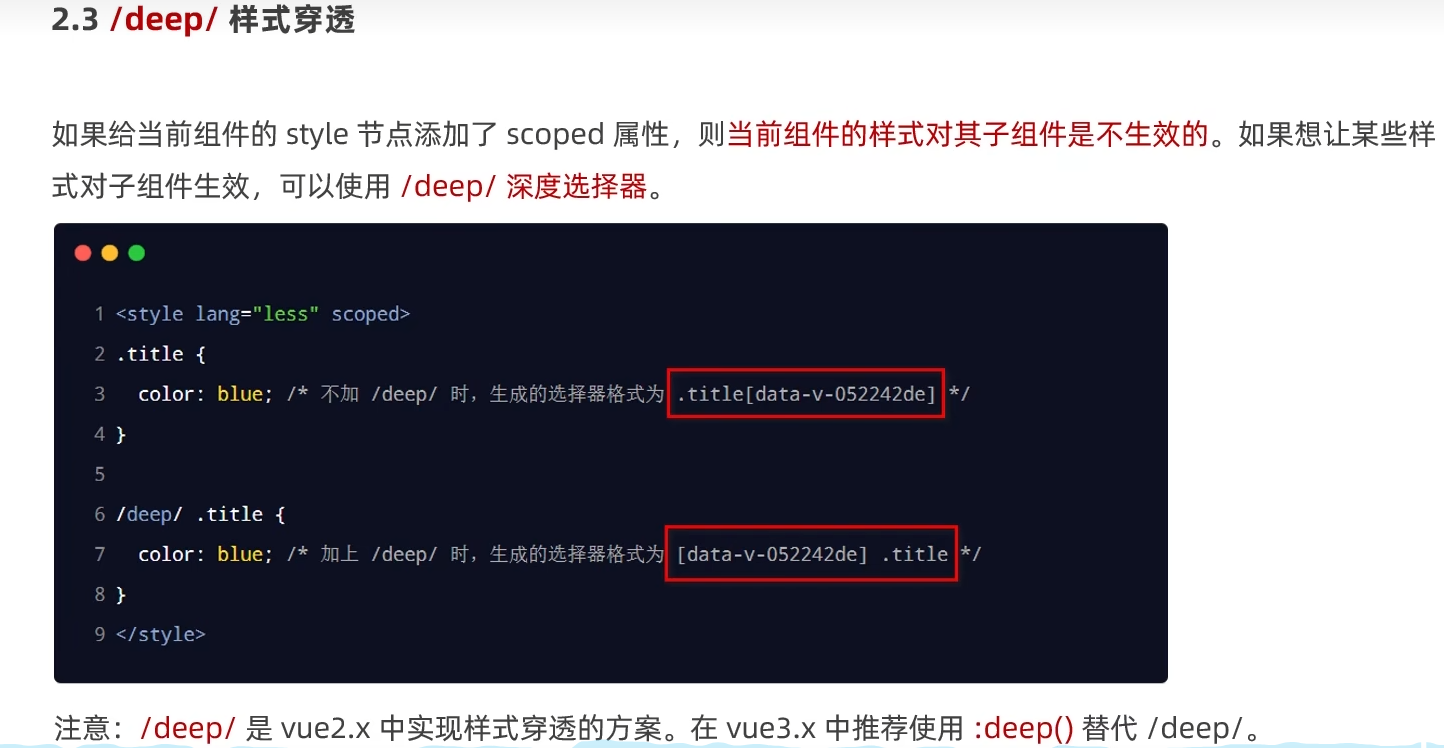 2.3 /deep/ 样式穿透
如果给当前组件的 style 节点添加了 scoped 属性，则当前组件的样式对其子组件是不生效的。如果想让某些样
式对子组件生效，可以使用 /deep/ 深度选择器。
1 <style lang="less" scoped>
2 .title {
3   color: blue; /* 不加 /deep/ 时，生成的选择器格式为 .title[data-v-052242de] */
4 }
5
6 /deep/ .title {
7   color: blue; /* 加上 /deep/ 时，生成的选择器格式为 [data-v-052242de] .title */
8 }
9 </style>
注意：/deep/ 是 vue2.x 中实现样式穿透的方案。在 vue3.x 中推荐使用 :deep() 替代 /deep/。